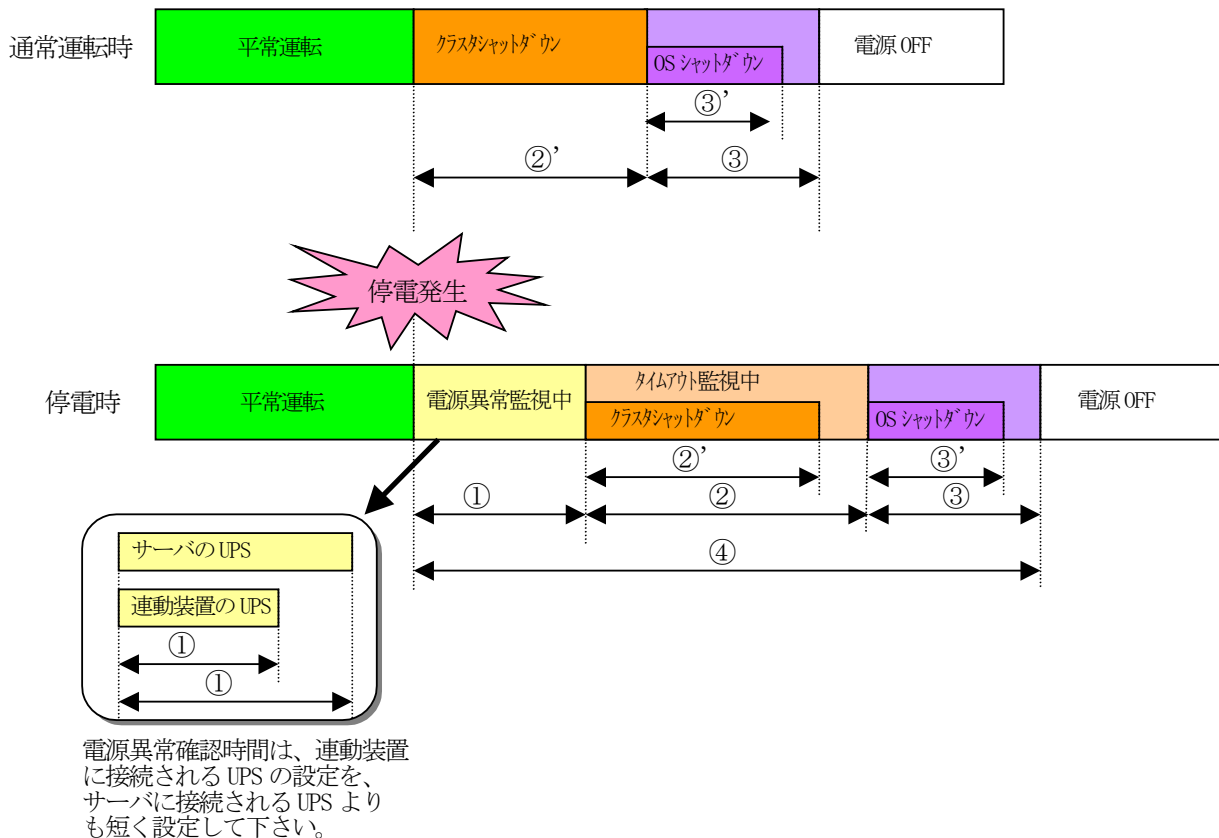 通常運転時
平常運転
クラスタシャットダウン
OS シャットダウン
電源 OFF
③'
②'
③
停電発生
停電時
平常運転
電源異常監視中
タイムアウト監視中
クラスタシャットダウン
OS シャットダウン
電源 OFF
②'
③'
①
②
③
④
サーバの UPS
連動装置の UPS
①
①
電源異常確認時間は、連動装置
に接続される UPS の設定を、
サーバに接続される UPS より
も短く設定して下さい。